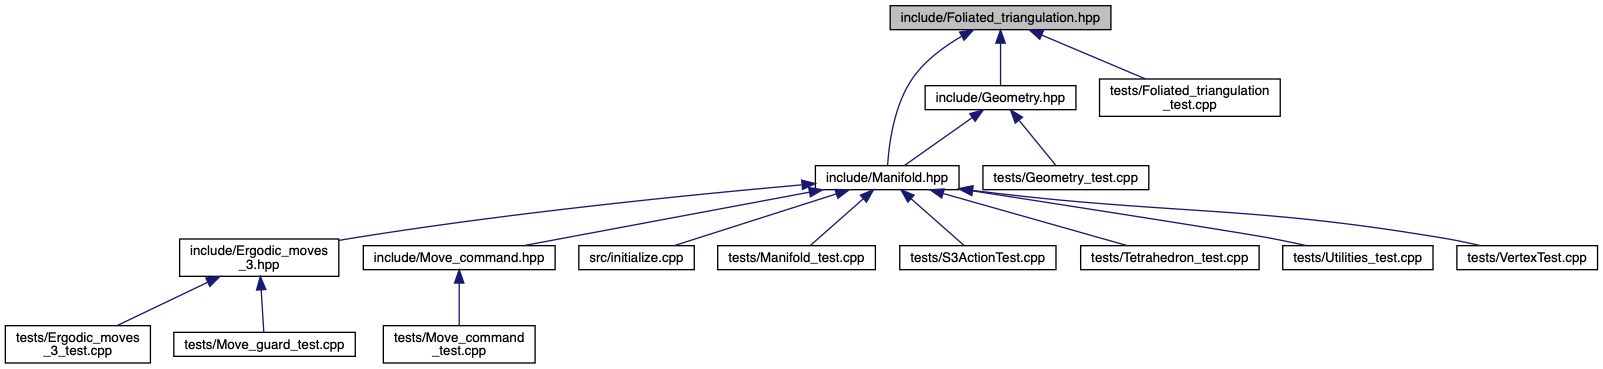 include/Foliated_triangulation.hpp
include/Geometry.hpp
tests/Foliated_triangulation
_test.cpp
include/Manifold.hpp
tests/Geometry_test.cpp
include/Ergodic_moves
_3.hpp
include/Move_command.hpp
src/initialize.cpp
tests/Manifold_test.cpp
tests/S3ActionTest.cpp
tests/Tetrahedron_test.cpp
tests/Utilities_test.cpp
tests/VertexTest.cpp
tests/Ergodic_moves
_3_test.cpp
tests/Move_guard_test.cpp
tests/Move_command
_test.cpp